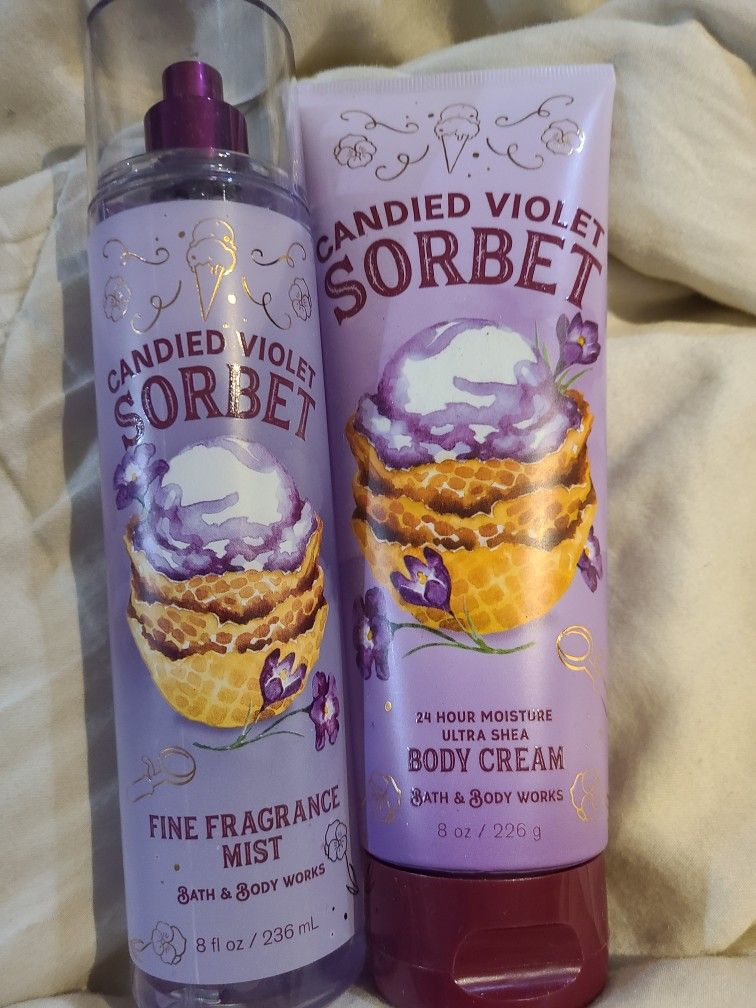 CANDIED VIOLET
SORBET
FINE FRAGRANCE
MIST
BATH & BODY WORKS
8 fl oz / 236 mL
CANDIED VIOLET
SORBET
24 HOUR MOISTURE
ULTRA SHEA
BODY CREAM
BATH & BODY WORKS
8 oz / 226 g